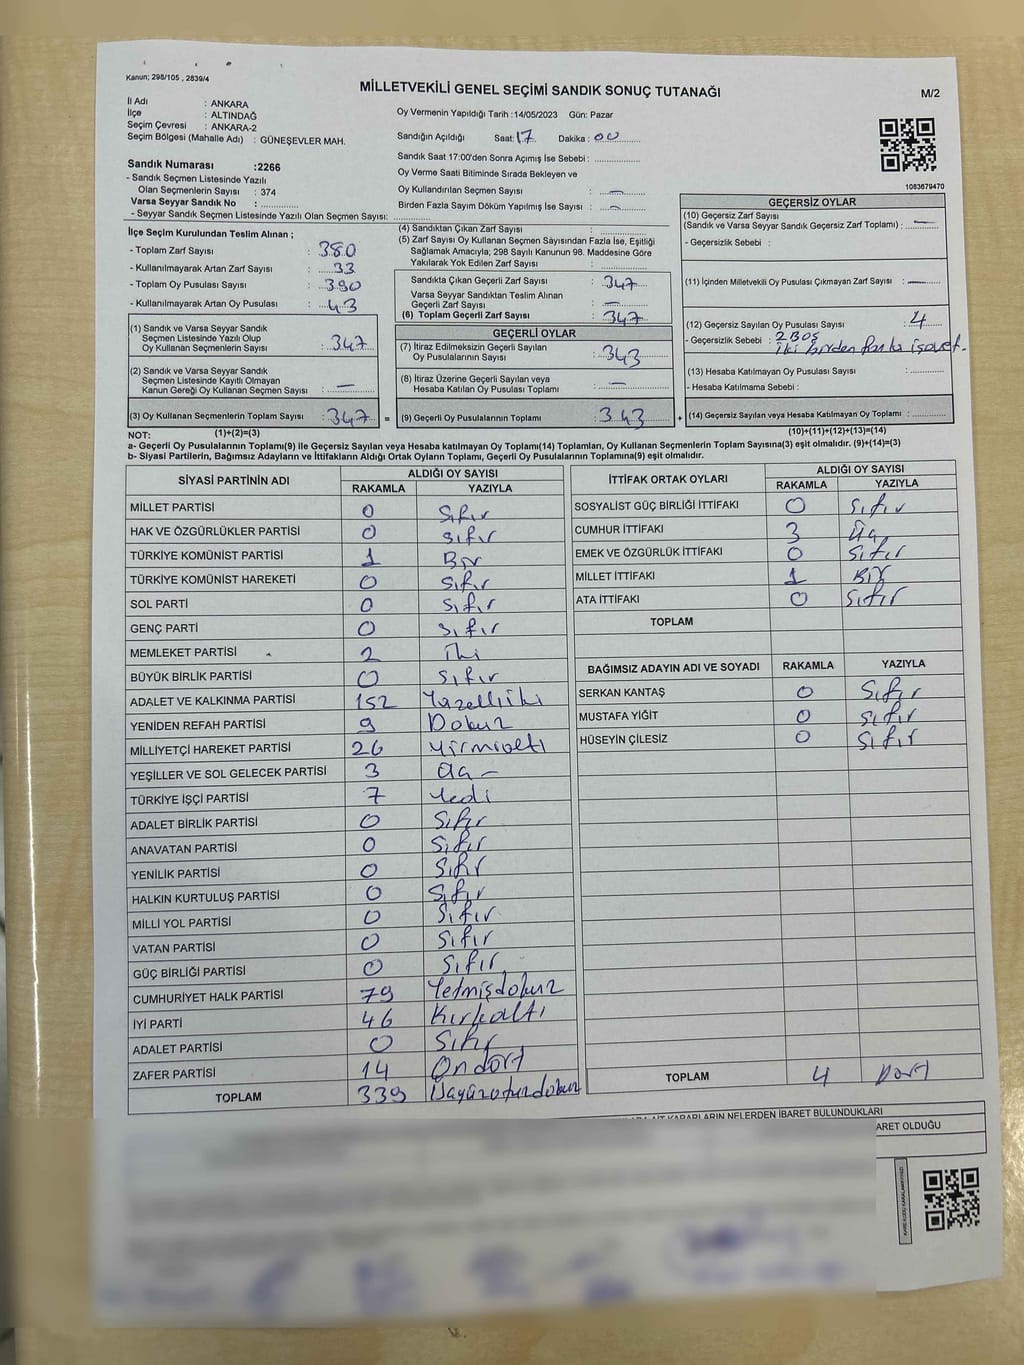 Kanun; 298/105 , 2839/4
MİLLETVEKİLİ GENEL SEÇİMİ SANDIK SONUÇ TUTANAĞI
M/2
İl Adı : ANKARA
İlçe : ALTINDAĞ
Seçim Çevresi : ANKARA-2
Seçim Bölgesi (Mahalle Adı) : GÜNEŞEVLER MAH.
Sandık Numarası :2266
- Sandık Seçmen Listesinde Yazılı
Olan Seçmenlerin Sayısı : 374
Varsa Seyyar Sandık No :
- Seyyar Sandık Seçmen Listesinde Yazılı Olan Seçmen Sayısı:
Oy Vermenin Yapıldığı Tarih :14/05/2023 Gün: Pazar
Sandığın Açıldığı Saat: 17 Dakika : 00
Sandık Saat 17:00'den Sonra Açımış İse Sebebi :
Oy Verme Saati Bitiminde Sırada Bekleyen ve
Oy Kullandırılan Seçmen Sayısı : —
Birden Fazla Sayım Döküm Yapılmış İse Sayısı : —
1083679470
İlçe Seçim Kurulundan Teslim Alınan ;
- Toplam Zarf Sayısı : 380
- Kullanılmayarak Artan Zarf Sayısı : 33
- Toplam Oy Pusulası Sayısı : 390
- Kullanılmayarak Artan Oy Pusulası : 43
(1) Sandık ve Varsa Seyyar Sandık
Seçmen Listesinde Yazılı Olup
Oy Kullanan Seçmenlerin Sayısı : 347
(2) Sandık ve Varsa Seyyar Sandık
Seçmen Listesinde Kayıtlı Olmayan
Kanun Gereği Oy Kullanan Seçmen Sayısı : —
(3) Oy Kullanan Seçmenlerin Toplam Sayısı : 347 =
(4) Sandıktan Çıkan Zarf Sayısı :
(5) Zarf Sayısı Oy Kullanan Seçmen Sayısından Fazla İse, Eşitliği
Sağlamak Amacıyla; 298 Sayılı Kanunun 98. Maddesine Göre
Yakılarak Yok Edilen Zarf Sayısı :
Sandıkta Çıkan Geçerli Zarf Sayısı : 347
Varsa Seyyar Sandıktan Teslim Alınan
Geçerli Zarf Sayısı : —
(6) Toplam Geçerli Zarf Sayısı : 347
GEÇERLİ OYLAR
(7) İtiraz Edilmeksizin Geçerli Sayılan
Oy Pusulalarının Sayısı : 343
(8) İtiraz Üzerine Geçerli Sayılan veya
Hesaba Katılan Oy Pusulası Toplamı : —
(9) Geçerli Oy Pusulalarının Toplamı : 343 +
GEÇERSİZ OYLAR
(10) Geçersiz Zarf Sayısı
(Sandık ve Varsa Seyyar Sandık Geçersiz Zarf Toplamı) : —
- Geçersizlik Sebebi :
(11) İçinden Milletvekili Oy Pusulası Çıkmayan Zarf Sayısı : —
(12) Geçersiz Sayılan Oy Pusulası Sayısı : 4
- Geçersizlik Sebebi : 2 BOŞ
iki birden fazla işaret.
(13) Hesaba Katılmayan Oy Pusulası Sayısı :
- Hesaba Katılmama Sebebi :
(14) Geçersiz Sayılan veya Hesaba Katılmayan Oy Toplamı :
NOT: (1)+(2)=(3)
(10)+(11)+(12)+(13)=(14)
a- Geçerli Oy Pusulalarının Toplamı(9) ile Geçersiz Sayılan veya Hesaba katılmayan Oy Toplamı(14) Toplamları, Oy Kullanan Seçmenlerin Toplam Sayısına(3) eşit olmalıdır. (9)+(14)=(3)
b- Siyasi Partilerin, Bağımsız Adayların ve İttifakların Aldığı Ortak Oyların Toplamı, Geçerli Oy Pusulalarının Toplamına(9) eşit olmalıdır.
SİYASİ PARTİNİN ADI ALDIĞI OY SAYISI
RAKAMLA YAZIYLA
MİLLET PARTİSİ 0 Sıfır
HAK VE ÖZGÜRLÜKLER PARTİSİ 0 sıfır
TÜRKİYE KOMÜNİST PARTİSİ 1 Bir
TÜRKİYE KOMÜNİST HAREKETİ 0 sıfır
SOL PARTİ 0 Sıfır
GENÇ PARTİ 0 sıfır
MEMLEKET PARTİSİ 2 iki
BÜYÜK BİRLİK PARTİSİ 0 sıfır
ADALET VE KALKINMA PARTİSİ 152 Yüzelliiki
YENİDEN REFAH PARTİSİ 9 Dokuz
MİLLİYETÇİ HAREKET PARTİSİ 26 Yirmialtı
YEŞİLLER VE SOL GELECEK PARTİSİ 3 Üç —
TÜRKİYE İŞÇİ PARTİSİ 7 Yedi
ADALET BİRLİK PARTİSİ 0 Sıfır
ANAVATAN PARTİSİ 0 Sıfır
YENİLİK PARTİSİ 0 Sıfır
HALKIN KURTULUŞ PARTİSİ 0 Sıfır
MİLLİ YOL PARTİSİ 0 Sıfır
VATAN PARTİSİ 0 Sıfır
GÜÇ BİRLİĞİ PARTİSİ 0 Sıfır
CUMHURİYET HALK PARTİSİ 79 Yetmişdokuz
İYİ PARTİ 46 Kırkaltı
ADALET PARTİSİ 0 Sıfır
ZAFER PARTİSİ 14 Ondört
TOPLAM 339 Üçyüzotuzdokuz
İTTİFAK ORTAK OYLARI ALDIĞI OY SAYISI
RAKAMLA YAZIYLA
SOSYALİST GÜÇ BİRLİĞİ İTTİFAKI 0 Sıfır
CUMHUR İTTİFAKI 3 Üç
EMEK VE ÖZGÜRLÜK İTTİFAKI 0 Sıfır
MİLLET İTTİFAKI 1 Bir
ATA İTTİFAKI 0 Sıfır
TOPLAM
BAĞIMSIZ ADAYIN ADI VE SOYADI RAKAMLA YAZIYLA
SERKAN KANTAŞ 0 Sıfır
MUSTAFA YİĞİT 0 Sıfır
HÜSEYİN ÇİLESİZ 0 Sıfır
TOPLAM 4 Dört
AİT KARARLARIN NELERDEN İBARET BULUNDUKLARI
ARET OLDUĞU